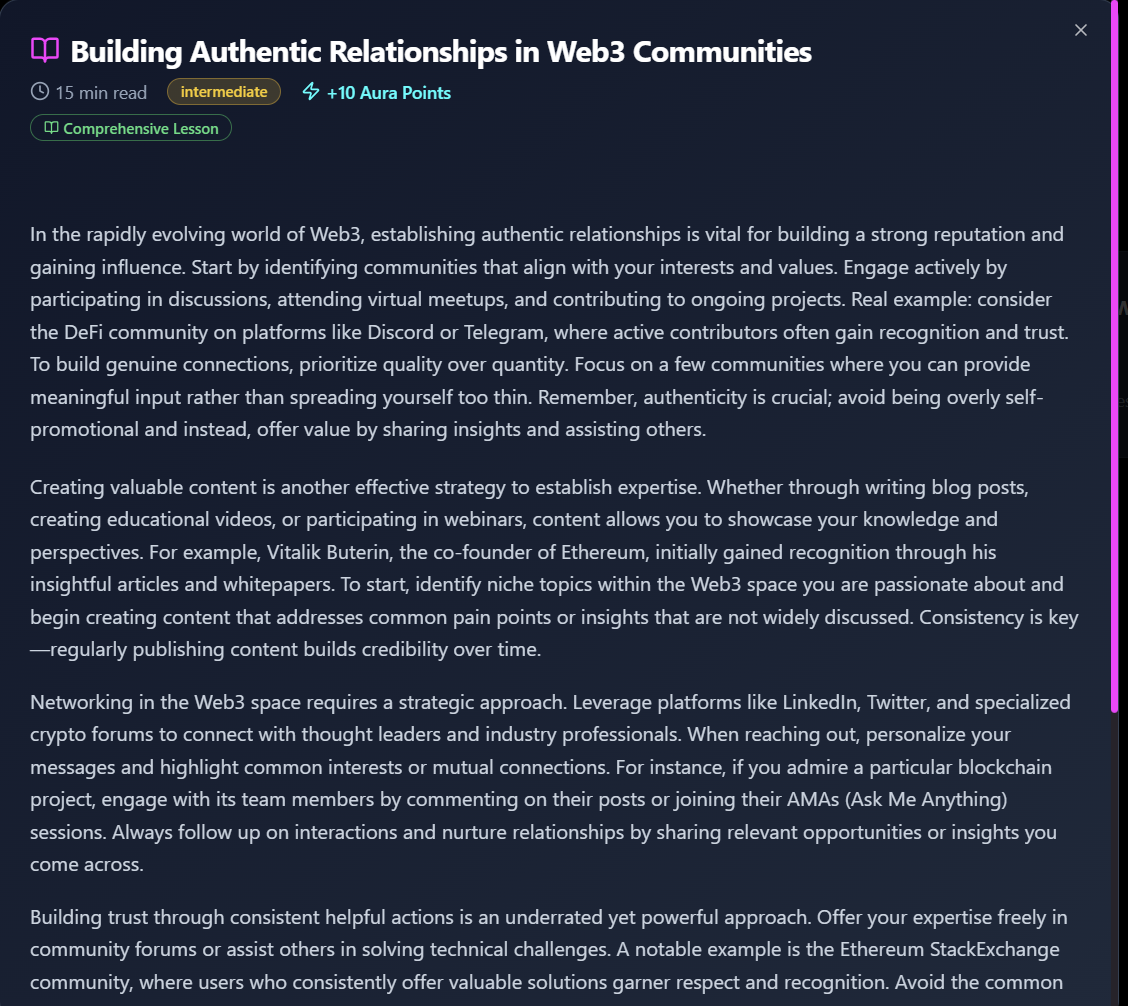 Building Authentic Relationships in Web3 Communities
15 min read intermediate +10 Aura Points
Comprehensive Lesson
In the rapidly evolving world of Web3, establishing authentic relationships is vital for building a strong reputation and
gaining influence. Start by identifying communities that align with your interests and values. Engage actively by
participating in discussions, attending virtual meetups, and contributing to ongoing projects. Real example: consider
the DeFi community on platforms like Discord or Telegram, where active contributors often gain recognition and trust.
To build genuine connections, prioritize quality over quantity. Focus on a few communities where you can provide
meaningful input rather than spreading yourself too thin. Remember, authenticity is crucial; avoid being overly self-
promotional and instead, offer value by sharing insights and assisting others.
Creating valuable content is another effective strategy to establish expertise. Whether through writing blog posts,
creating educational videos, or participating in webinars, content allows you to showcase your knowledge and
perspectives. For example, Vitalik Buterin, the co-founder of Ethereum, initially gained recognition through his
insightful articles and whitepapers. To start, identify niche topics within the Web3 space you are passionate about and
begin creating content that addresses common pain points or insights that are not widely discussed. Consistency is key
—regularly publishing content builds credibility over time.
Networking in the Web3 space requires a strategic approach. Leverage platforms like LinkedIn, Twitter, and specialized
crypto forums to connect with thought leaders and industry professionals. When reaching out, personalize your
messages and highlight common interests or mutual connections. For instance, if you admire a particular blockchain
project, engage with its team members by commenting on their posts or joining their AMAs (Ask Me Anything)
sessions. Always follow up on interactions and nurture relationships by sharing relevant opportunities or insights you
come across.
Building trust through consistent helpful actions is an underrated yet powerful approach. Offer your expertise freely in
community forums or assist others in solving technical challenges. A notable example is the Ethereum StackExchange
community, where users who consistently offer valuable solutions garner respect and recognition. Avoid the common